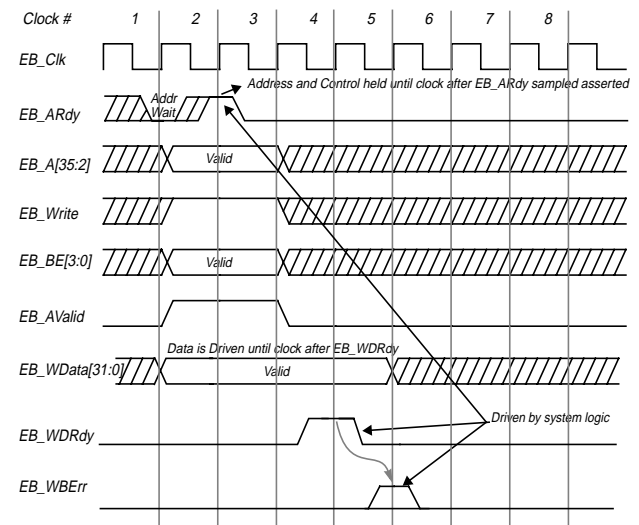 Clock # 1 2 3 4 5 6 7 8
EB_Clk
Address and Control held until clock after EB_ARdy sampled asserted
EB_ARdy
Addr
Wait
EB_A[35:2] Valid
EB_Write
EB_BE[3:0] Valid
EB_AValid
Data is Driven until clock after EB_WDRdy
EB_WData[31:0] Valid
Driven by system logic
EB_WDRdy
EB_WBErr